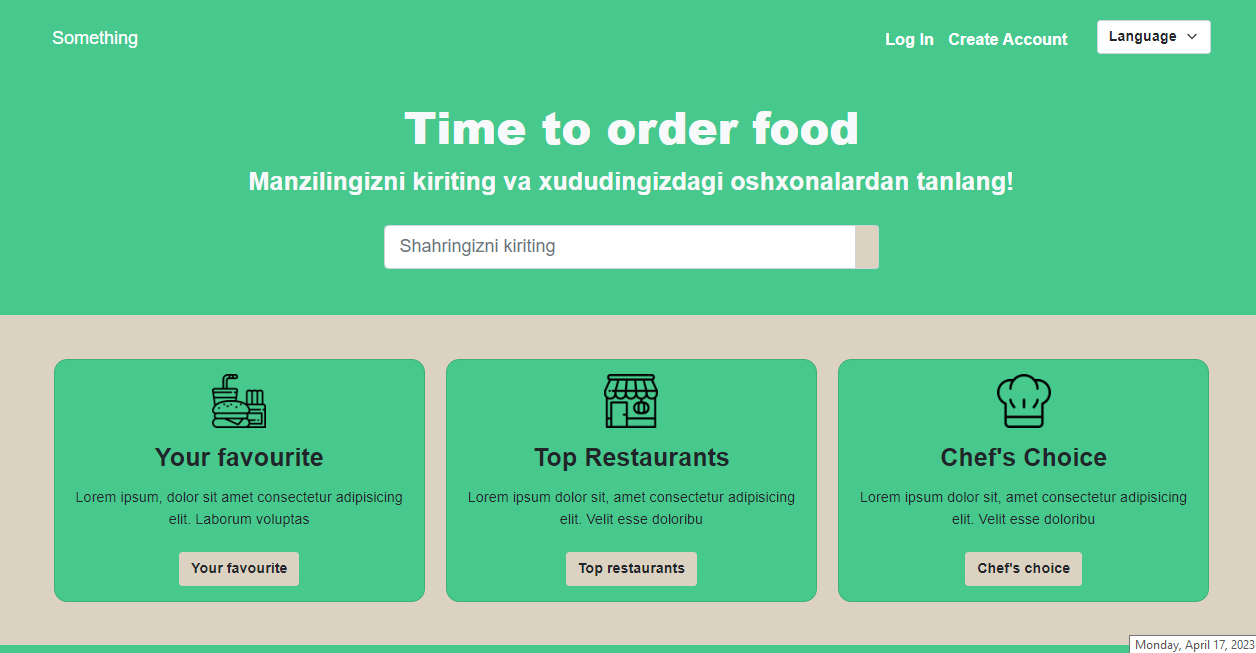 Something
Log In
Create Account
Language
Time to order food
Manzilingizni kiriting va xududingizdagi oshxonalardan tanlang!
Shahringizni kiriting
Your favourite
Lorem ipsum, dolor sit amet consectetur adipisicing
elit. Laborum voluptas
Your favourite
Top Restaurants
Lorem ipsum dolor sit, amet consectetur adipisicing
elit. Velit esse doloribu
Top restaurants
Chef's Choice
Lorem ipsum dolor sit, amet consectetur adipisicing
elit. Velit esse doloribu
Chef's choice
Monday, April 17, 2023